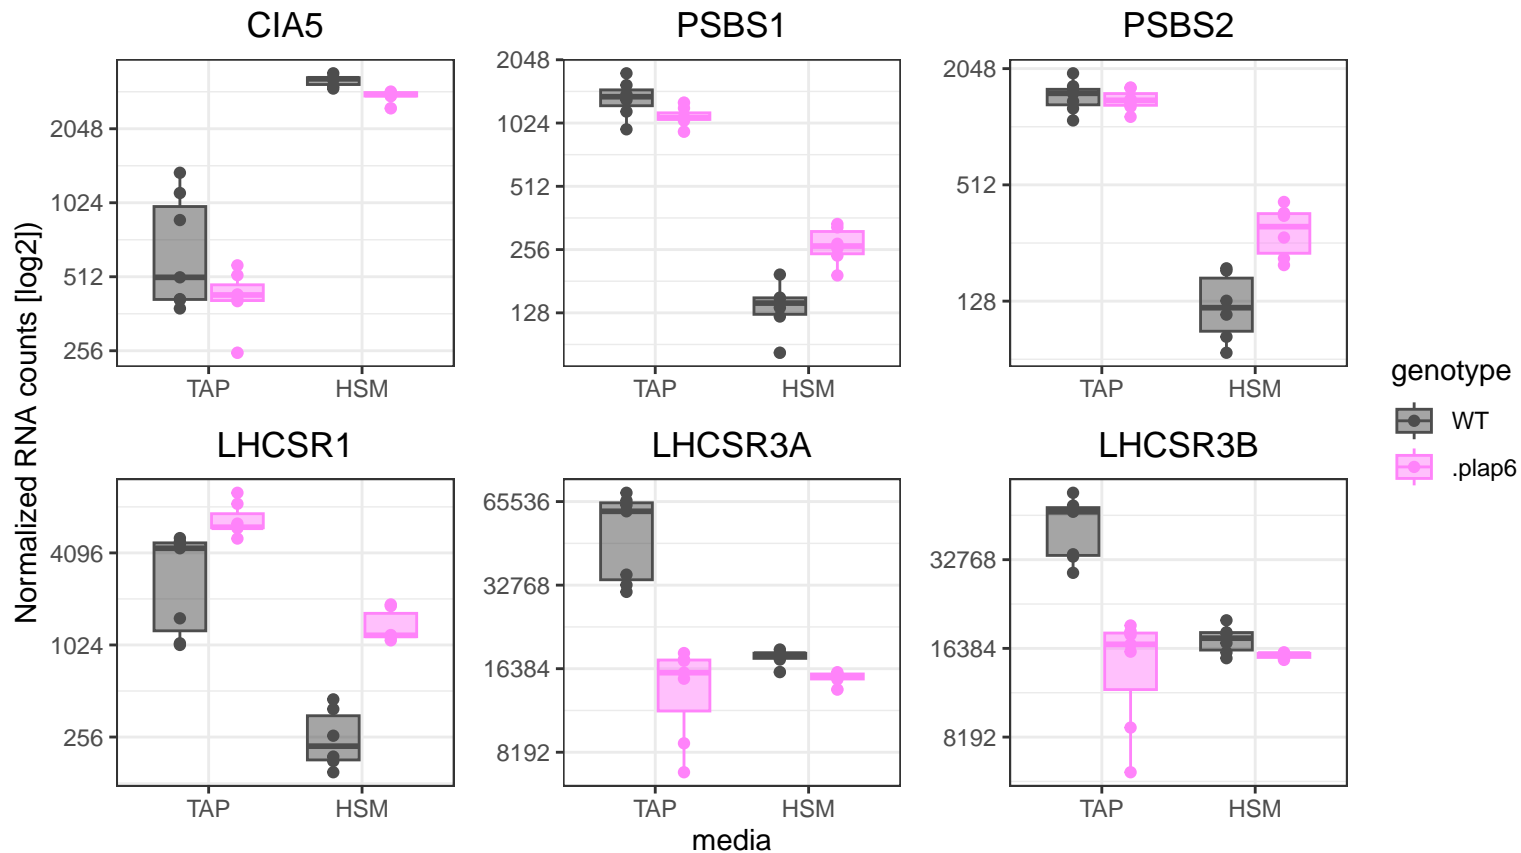 CIA5
PSBS1
PSBS2
2048
1024
512
256
TAP
HSM
2048
1024
512
256
128
TAP
HSM
2048
512
128
TAP
HSM
Normalized RNA counts [log2])
LHCSR1
LHCSR3A
LHCSR3B
4096
1024
256
TAP
HSM
65536
32768
16384
8192
TAP
HSM
32768
16384
8192
TAP
HSM
media
genotype
WT
.plap6